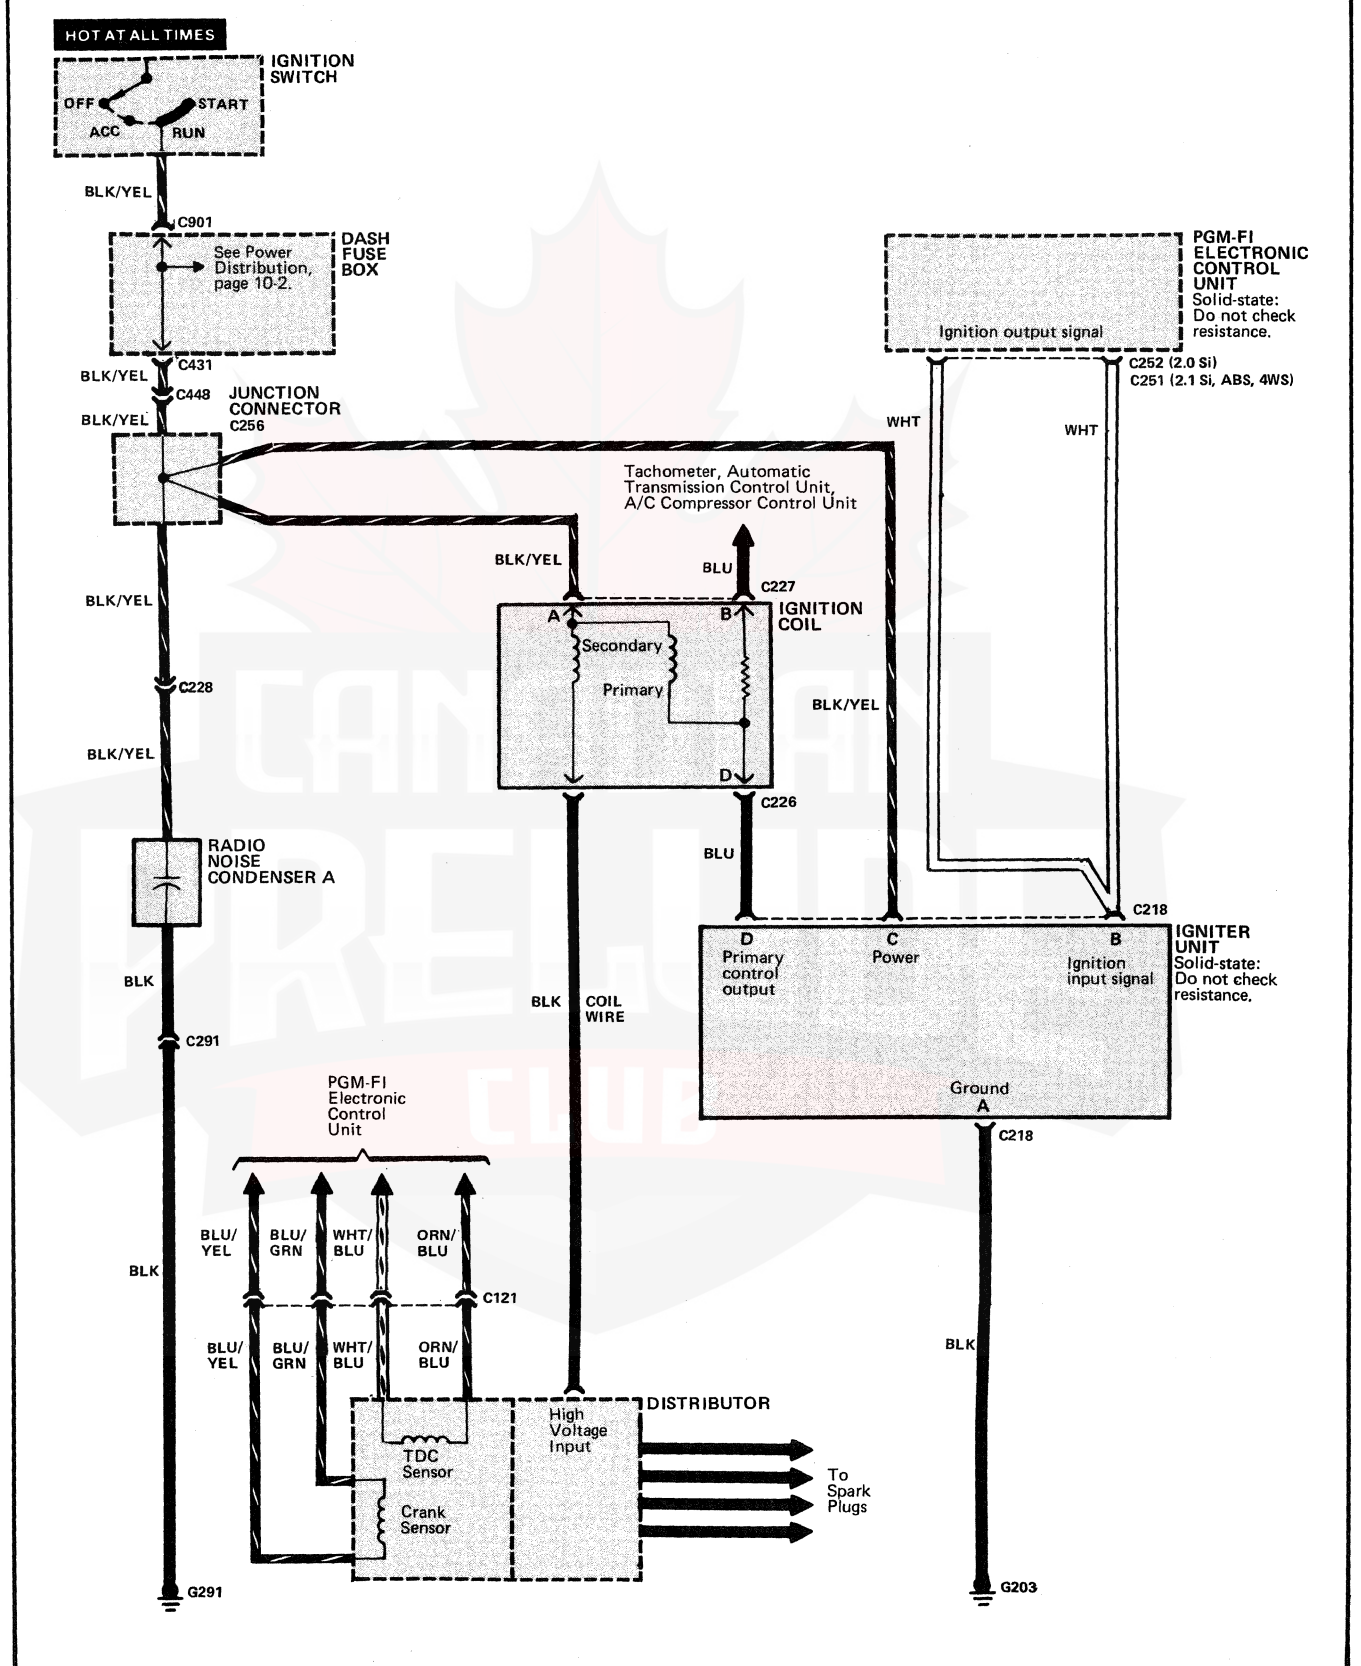 HOT AT ALL TIMES
IGNITION
SWITCH
OFF
START
ACC
RUN
BLK/YEL
C901
DASH
FUSE
BOX
See Power
Distribution,
page 10-2.
PGM-FI
ELECTRONIC
CONTROL
UNIT
Solid-state:
Do not check
resistance.
Ignition output signal
C431
C252 (2.0 Si)
C251 (2.1 Si, ABS, 4WS)
BLK/YEL
C448
JUNCTION
CONNECTOR
C256
BLK/YEL
WHT
WHT
Tachometer, Automatic
Transmission Control Unit,
A/C Compressor Control Unit
BLK/YEL
BLU
C227
IGNITION
COIL
A
B
Secondary
Primary
D
BLK/YEL
C228
BLK/YEL
BLK/YEL
C226
BLU
RADIO
NOISE
CONDENSER A
C218
IGNITER
UNIT
Solid-state:
Do not check
resistance.
D
Primary
control
output
C
Power
B
Ignition
input signal
BLK
BLK
COIL
WIRE
C291
Ground
A
C218
PGM-FI
Electronic
Control
Unit
BLU/
YEL
BLU/
GRN
WHT/
BLU
ORN/
BLU
BLK
C121
BLU/
YEL
BLU/
GRN
WHT/
BLU
ORN/
BLU
BLK
DISTRIBUTOR
High
Voltage
Input
TDC
Sensor
Crank
Sensor
To
Spark
Plugs
G291
G203
CANADIAN
PRELUDE
CLUB